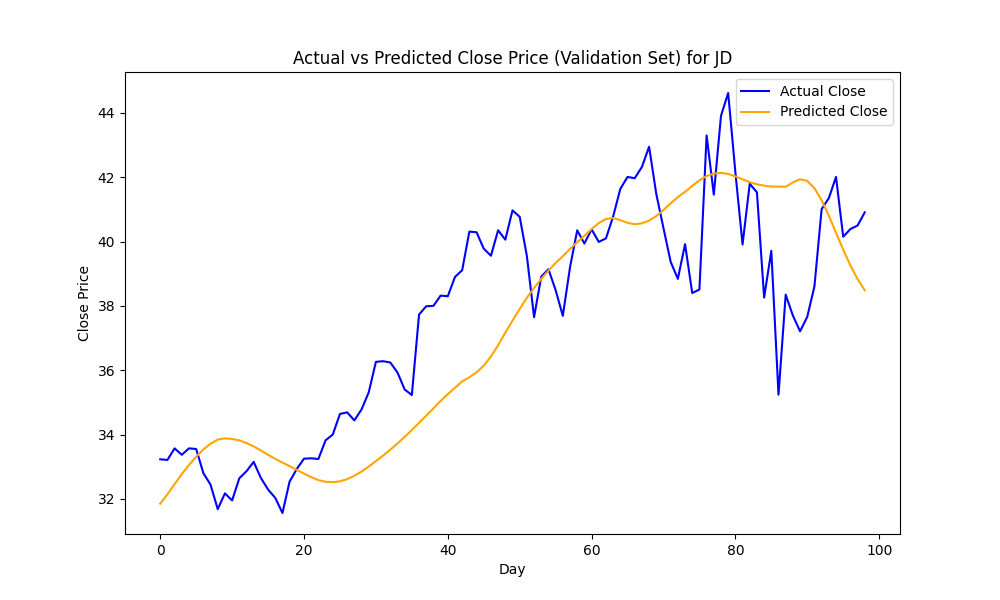 Actual vs Predicted Close Price (Validation Set) for JD
Actual Close
Predicted Close
Close Price
44
42
40
38
36
34
32
0 20 40 60 80 100
Day